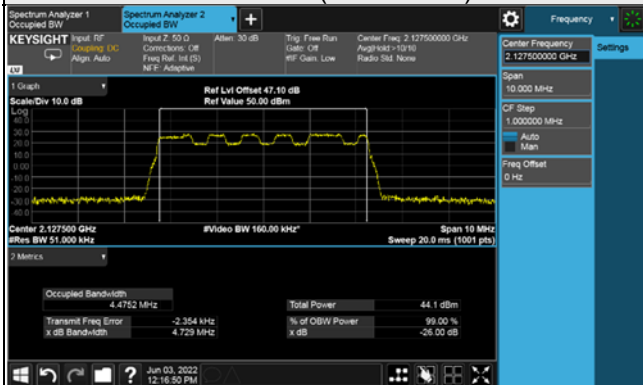 Spectrum Analyzer 1
Occupied BW
Spectrum Analyzer 2
Occupied BW
+
Frequency
KEYSIGHT
Input: RF
Coupling: DC
Align: Auto
Input Z: 50 Ω
Corrections: Off
Freq Ref: Int (S)
NFE: Adaptive
Atten: 30 dB
Trig: Free Run
Gate: Off
#IF Gain: Low
Center Freq: 2.127500000 GHz
Avg|Hold:>10/10
Radio Std: None
Center Frequency
2.127500000 GHz
Settings
Span
10.000 MHz
CF Step
1.000000 MHz
Auto
Man
Freq Offset
0 Hz
1 Graph
Scale/Div 10.0 dB
Ref Lvl Offset 47.10 dB
Ref Value 50.00 dBm
Log
40.0
30.0
20.0
10.0
0.00
-10.0
-20.0
-30.0
-40.0
Center 2.127500 GHz
#Res BW 51.000 kHz
#Video BW 160.00 kHz*
Span 10 MHz
Sweep 20.0 ms (1001 pts)
2 Metrics
Occupied Bandwidth
4.4752 MHz
Total Power 44.1 dBm
Transmit Freq Error -2.354 kHz
% of OBW Power 99.00 %
x dB Bandwidth 4.729 MHz
x dB -26.00 dB
?
Jun 03, 2022
12:16:50 PM